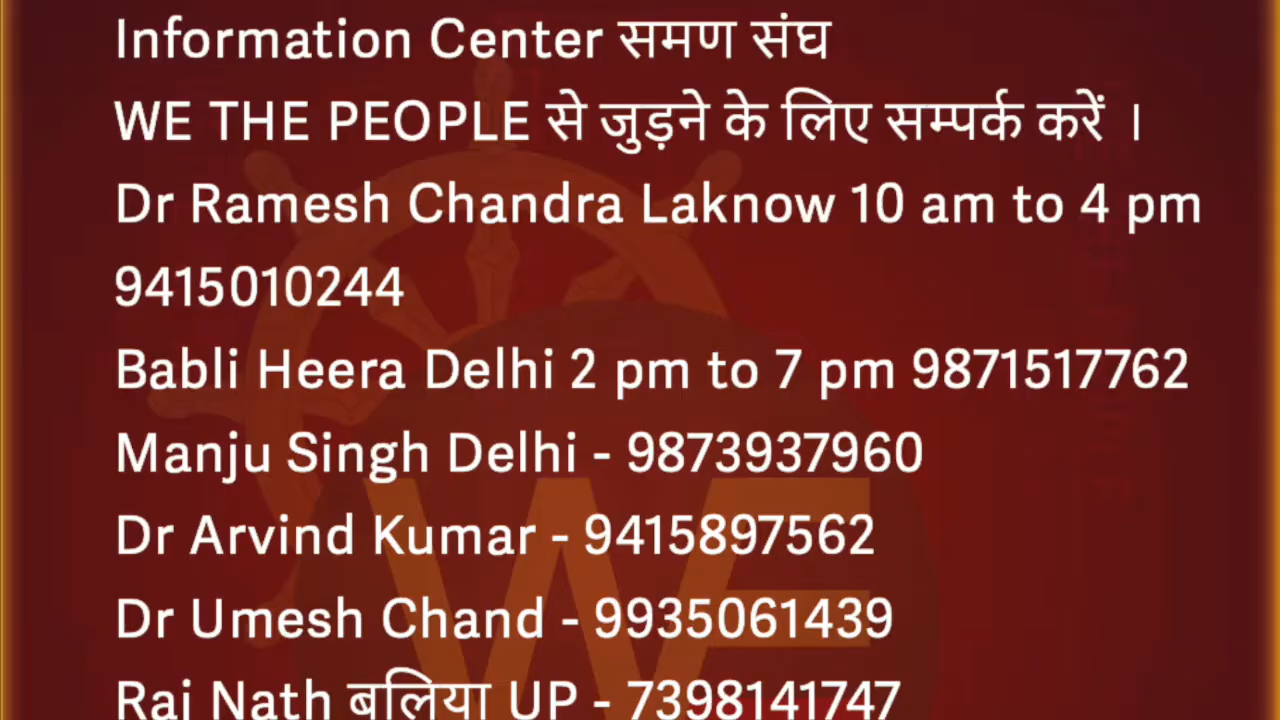 Information Center समण संघ
WE THE PEOPLE से जुड़ने के लिए सम्पर्क करें ।
Dr Ramesh Chandra Laknow 10 am to 4 pm
9415010244
Babli Heera Delhi 2 pm to 7 pm 9871517762
Manju Singh Delhi - 9873937960
Dr Arvind Kumar - 9415897562
Dr Umesh Chand - 9935061439
Raj Nath बलिया UP - 7398141747
WE